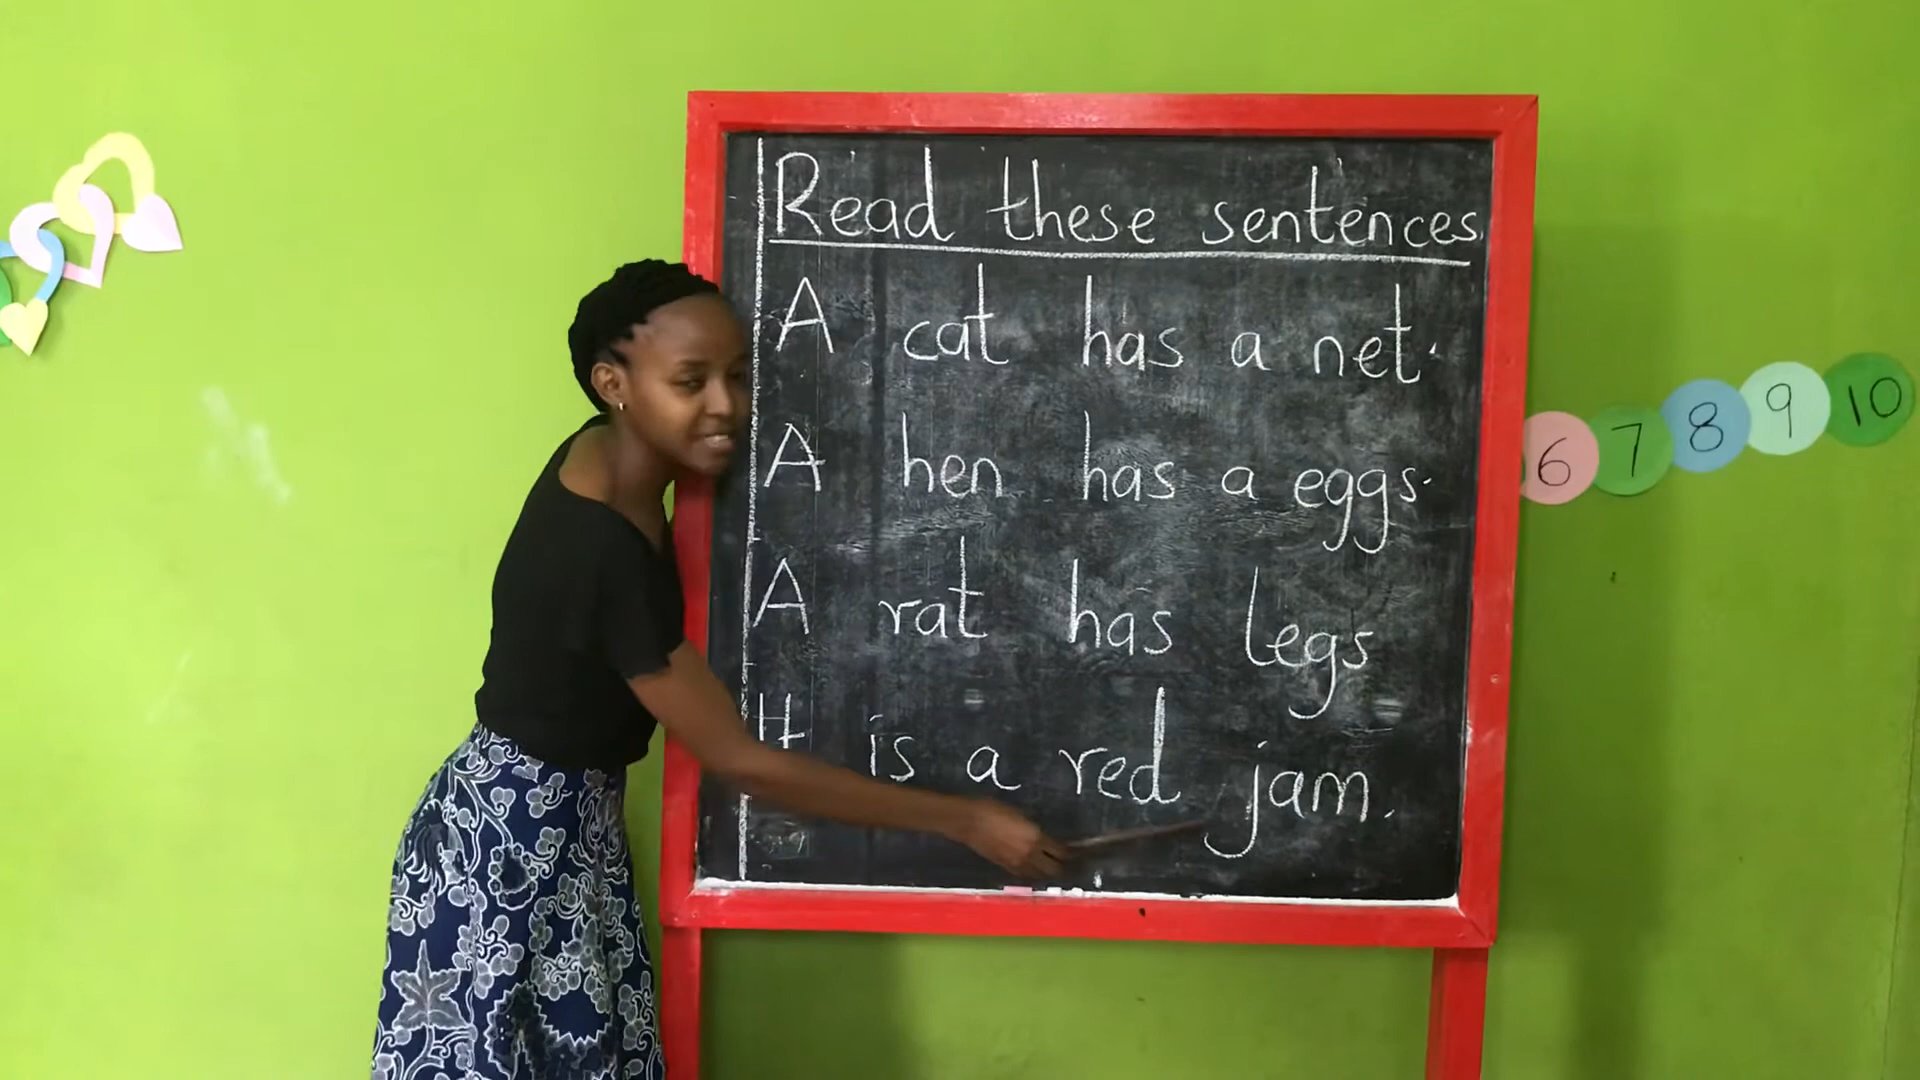 Read these sentences.
A cat has a net.
A hen has a eggs.
A rat has legs
It is a red jam.
6 7 8 9 10